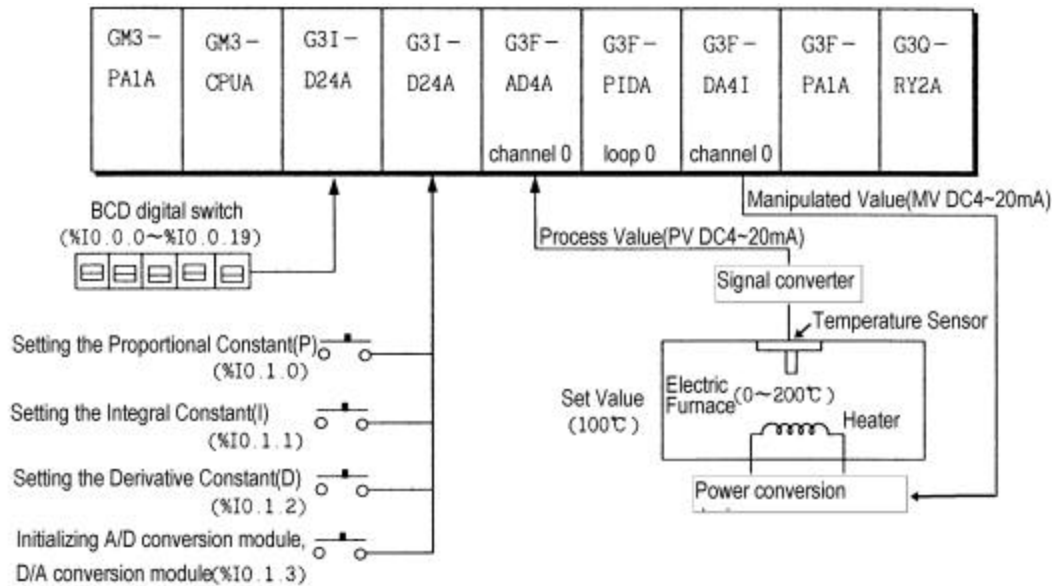 GM3-
PA1A
GM3-
CPUA
G3I-
D24A
G3I-
D24A
G3F-
AD4A
channel 0
G3F-
PIDA
loop 0
G3F-
DA4I
channel 0
G3F-
PA1A
G3Q-
RY2A
BCD digital switch
(%I0.0.0~%I0.0.19)
Manipulated Value(MV DC4~20mA)
Process Value(PV DC4~20mA)
Signal converter
Temperature Sensor
Setting the Proportional Constant(P)
(%I0.1.0)
Setting the Integral Constant(I)
(%I0.1.1)
Setting the Derivative Constant(D)
(%I0.1.2)
Initializing A/D conversion module,
D/A conversion module(%I0.1.3)
Set Value
(100℃)
Electric
Furnace
(0~200℃)
Heater
Power conversion